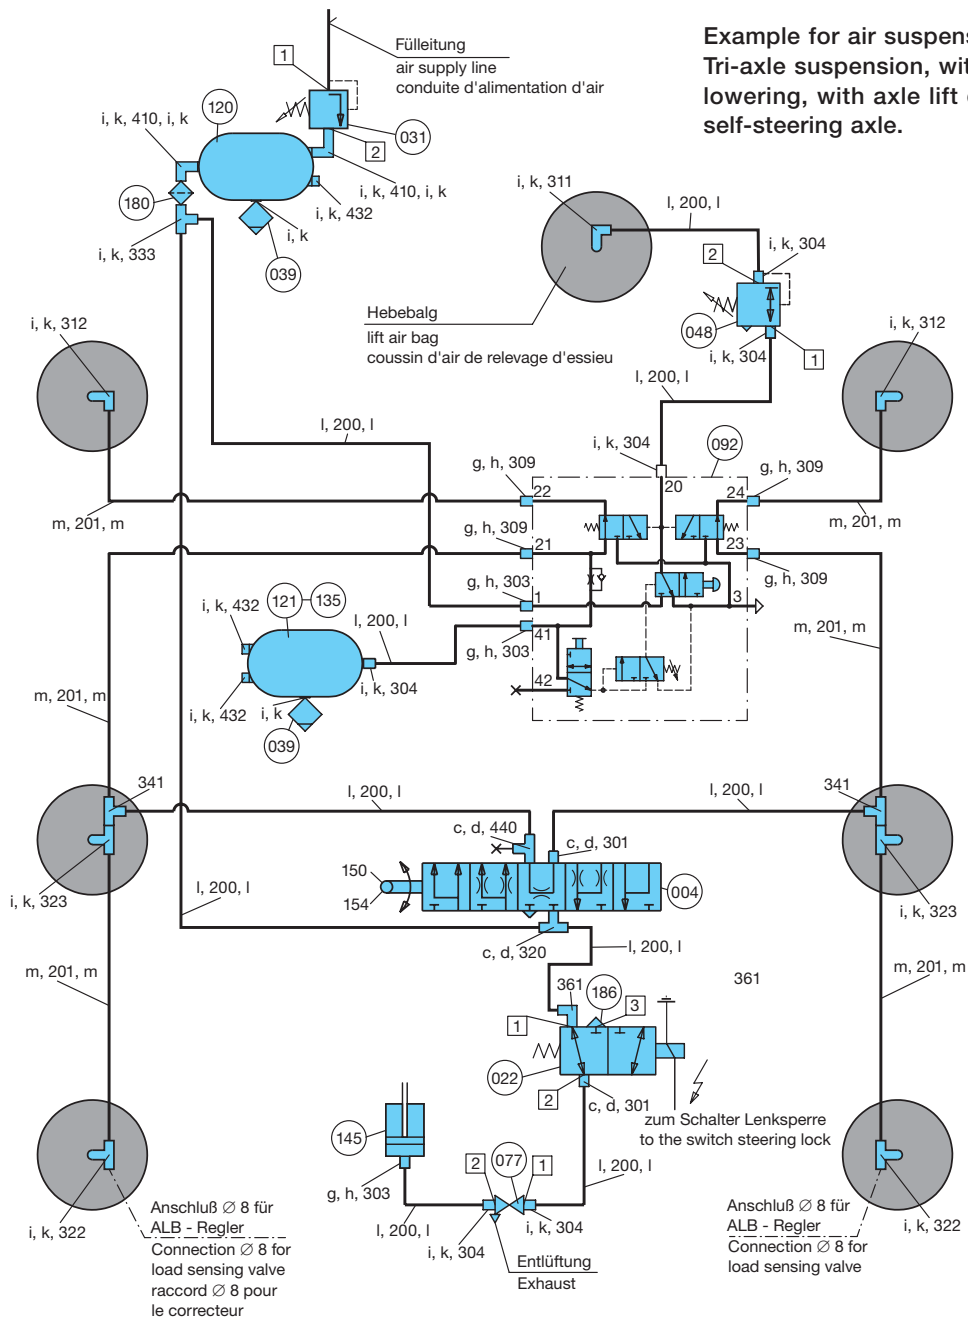 Example for air suspens
Tri-axle suspension, wit
lowering, with axle lift
self-steering axle.
Fülleitung
air supply line
conduite d'alimentation d'air
1
120
031
2
i, k, 410, i, k
i, k, 410, i, k
180
i, k, 432
i, k
039
i, k, 333
i, k, 311
l, 200, l
i, k, 304
2
Hebebalg
lift air bag
coussin d'air de relevage d'essieu
048
i, k, 304
1
i, k, 312
i, k, 312
l, 200, l
l, 200, l
i, k, 304
092
20
g, h, 309
22
24
g, h, 309
m, 201, m
m, 201, m
g, h, 309
21
23
g, h, 309
g, h, 303
1
3
121
135
i, k, 432
l, 200, l
g, h, 303
41
m, 201, m
i, k, 304
42
m, 201, m
i, k, 432
i, k
039
341
l, 200, l
l, 200, l
341
c, d, 440
c, d, 301
150
154
004
i, k, 323
l, 200, l
i, k, 323
c, d, 320
l, 200, l
m, 201, m
m, 201, m
361
361
186
3
1
022
2
c, d, 301
zum Schalter Lenksperre
to the switch steering lock
145
077
2
1
g, h, 303
l, 200, l
l, 200, l
i, k, 304
i, k, 304
i, k, 322
i, k, 322
Anschluß ∅ 8 für
ALB - Regler
Connection ∅ 8 for
load sensing valve
raccord ∅ 8 pour
le correcteur
Entlüftung
Exhaust
Anschluß ∅ 8 für
ALB - Regler
Connection ∅ 8 for
load sensing valve